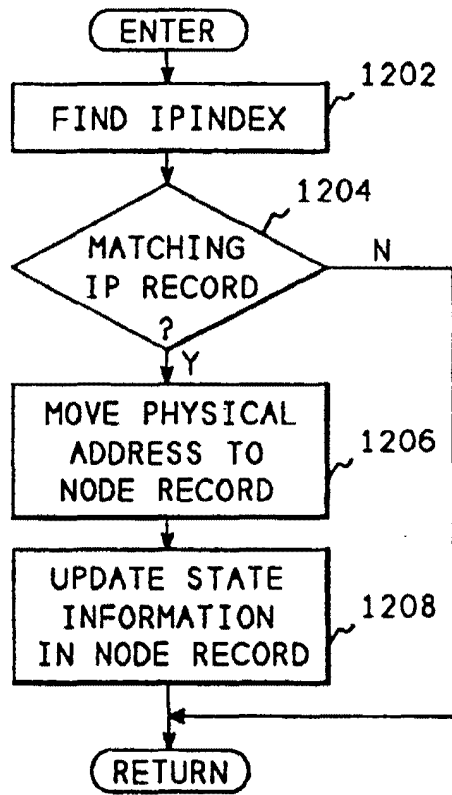 ENTER
1202
FIND IPINDEX
1204
MATCHING
IP RECORD
?
N
Y
MOVE PHYSICAL
ADDRESS TO
NODE RECORD
1206
UPDATE STATE
INFORMATION
IN NODE RECORD
1208
RETURN